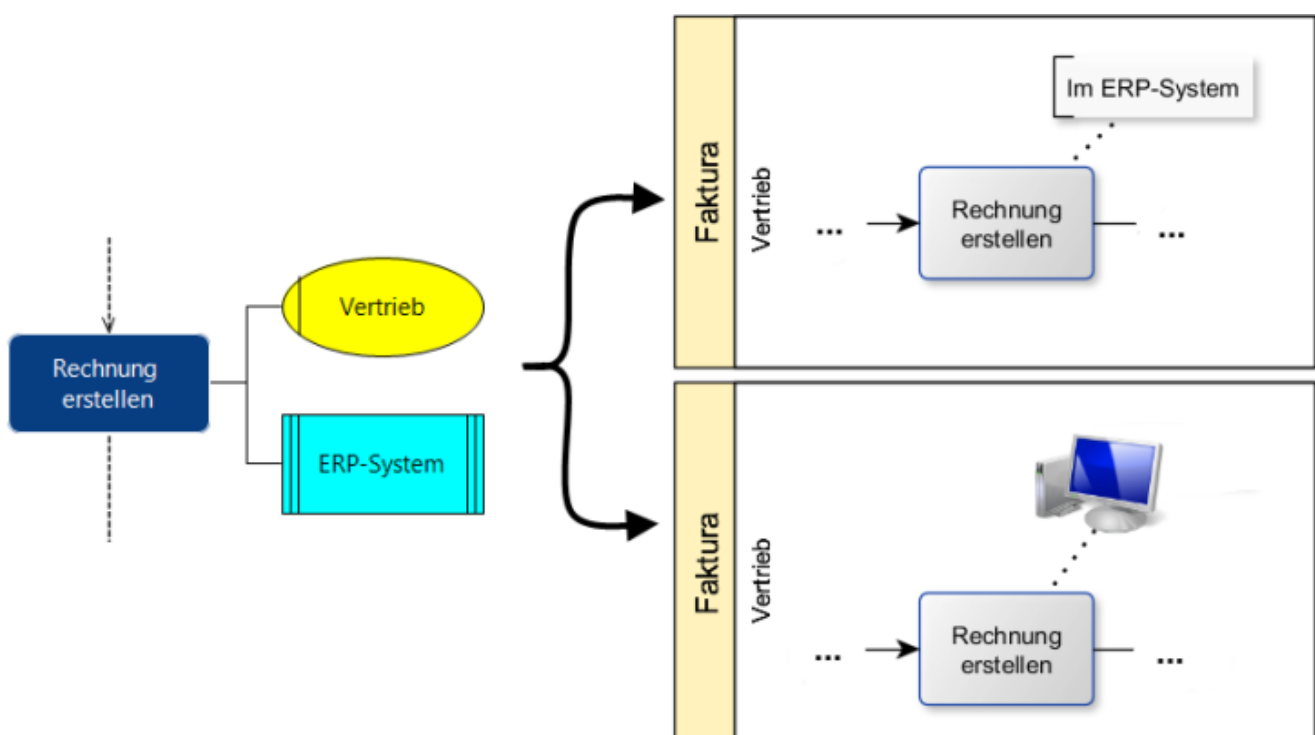 Rechnung
erstellen
Vertrieb
ERP-System
Faktura
Vertrieb
Im ERP-System
...
Rechnung
erstellen
...
Faktura
Vertrieb
...
Rechnung
erstellen
...